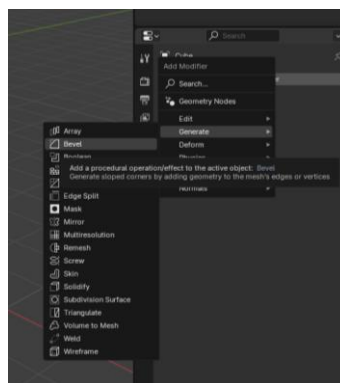 Search
Cube
Add Modifier
Search...
Geometry Nodes
Edit
Generate
Deform
Physics
Normals
Array
Bevel
Boolean
Add a procedural operation/effect to the active object: Bevel
Generate sloped corners by adding geometry to the mesh's edges or vertices
Edge Split
Mask
Mirror
Multiresolution
Remesh
Screw
Skin
Solidify
Subdivision Surface
Triangulate
Volume to Mesh
Weld
Wireframe